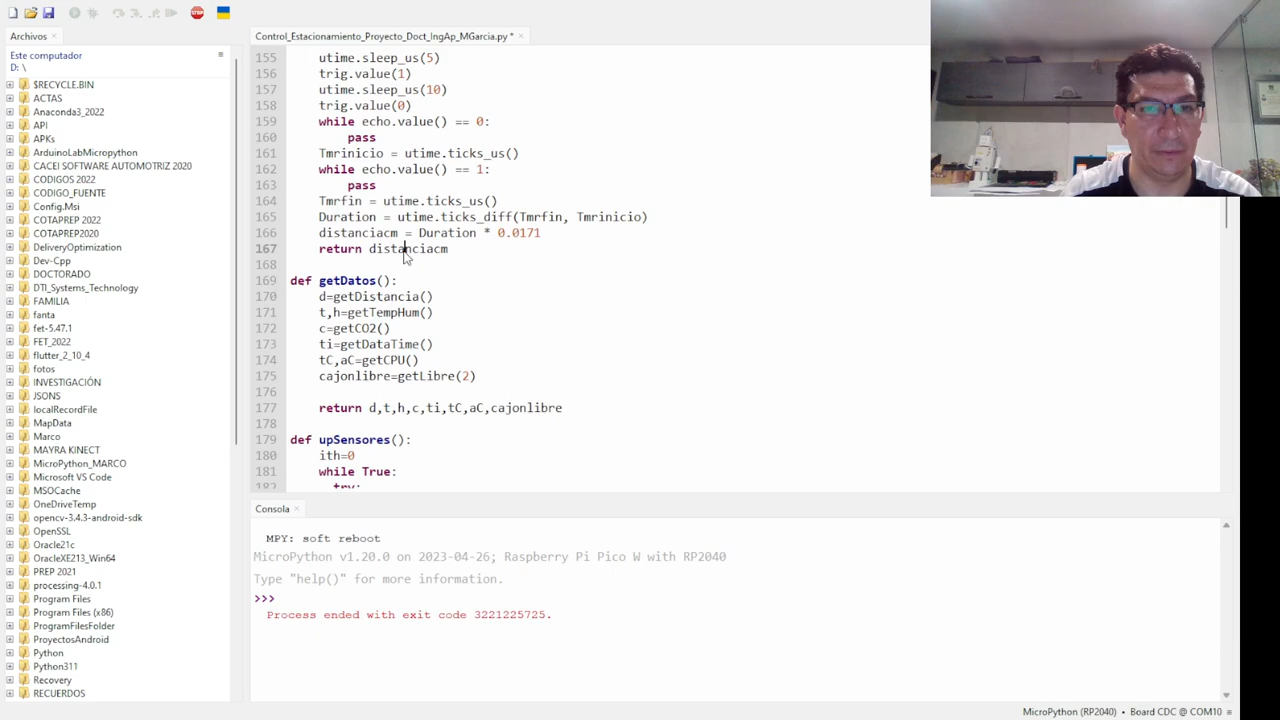 STOP
Archivos ×
Control_Estacionamiento_Proyecto_Doct_IngAp_MGarcia.py * ×
Este computador
D: \
$RECYCLE.BIN
ACTAS
Anaconda3_2022
API
APKs
ArduinoLabMicropython
CACEI SOFTWARE AUTOMOTRIZ 2020
CODIGOS 2022
CODIGO_FUENTE
Config.Msi
COTAPREP 2022
COTAPREP2020
DeliveryOptimization
Dev-Cpp
DOCTORADO
DTI_Systems_Technology
FAMILIA
fanta
fet-5.47.1
FET_2022
flutter_2_10_4
fotos
INVESTIGACIÓN
JSONS
localRecordFile
MapData
Marco
MAYRA KINECT
MicroPython_MARCO
Microsoft VS Code
MSOCache
OneDriveTemp
opencv-3.4.3-android-sdk
OpenSSL
Oracle21c
OracleXE213_Win64
PREP 2021
processing-4.0.1
Program Files
Program Files (x86)
ProgramFilesFolder
ProyectosAndroid
Python
Python311
Recovery
RECUERDOS
155 utime.sleep_us(5)
156 trig.value(1)
157 utime.sleep_us(10)
158 trig.value(0)
159 while echo.value() == 0:
160 pass
161 Tmrinicio = utime.ticks_us()
162 while echo.value() == 1:
163 pass
164 Tmrfin = utime.ticks_us()
165 Duration = utime.ticks_diff(Tmrfin, Tmrinicio)
166 distanciacm = Duration * 0.0171
167 return distanciacm
168
169 def getDatos():
170 d=getDistancia()
171 t,h=getTempHum()
172 c=getCO2()
173 ti=getDataTime()
174 tC,aC=getCPU()
175 cajonlibre=getLibre(2)
176
177 return d,t,h,c,ti,tC,aC,cajonlibre
178
179 def upSensores():
180 ith=0
181 while True:
182 try:
Consola ×
MPY: soft reboot
MicroPython v1.20.0 on 2023-04-26; Raspberry Pi Pico W with RP2040
Type "help()" for more information.
>>>
Process ended with exit code 3221225725.
MicroPython (RP2040) • Board CDC @ COM10 ≡